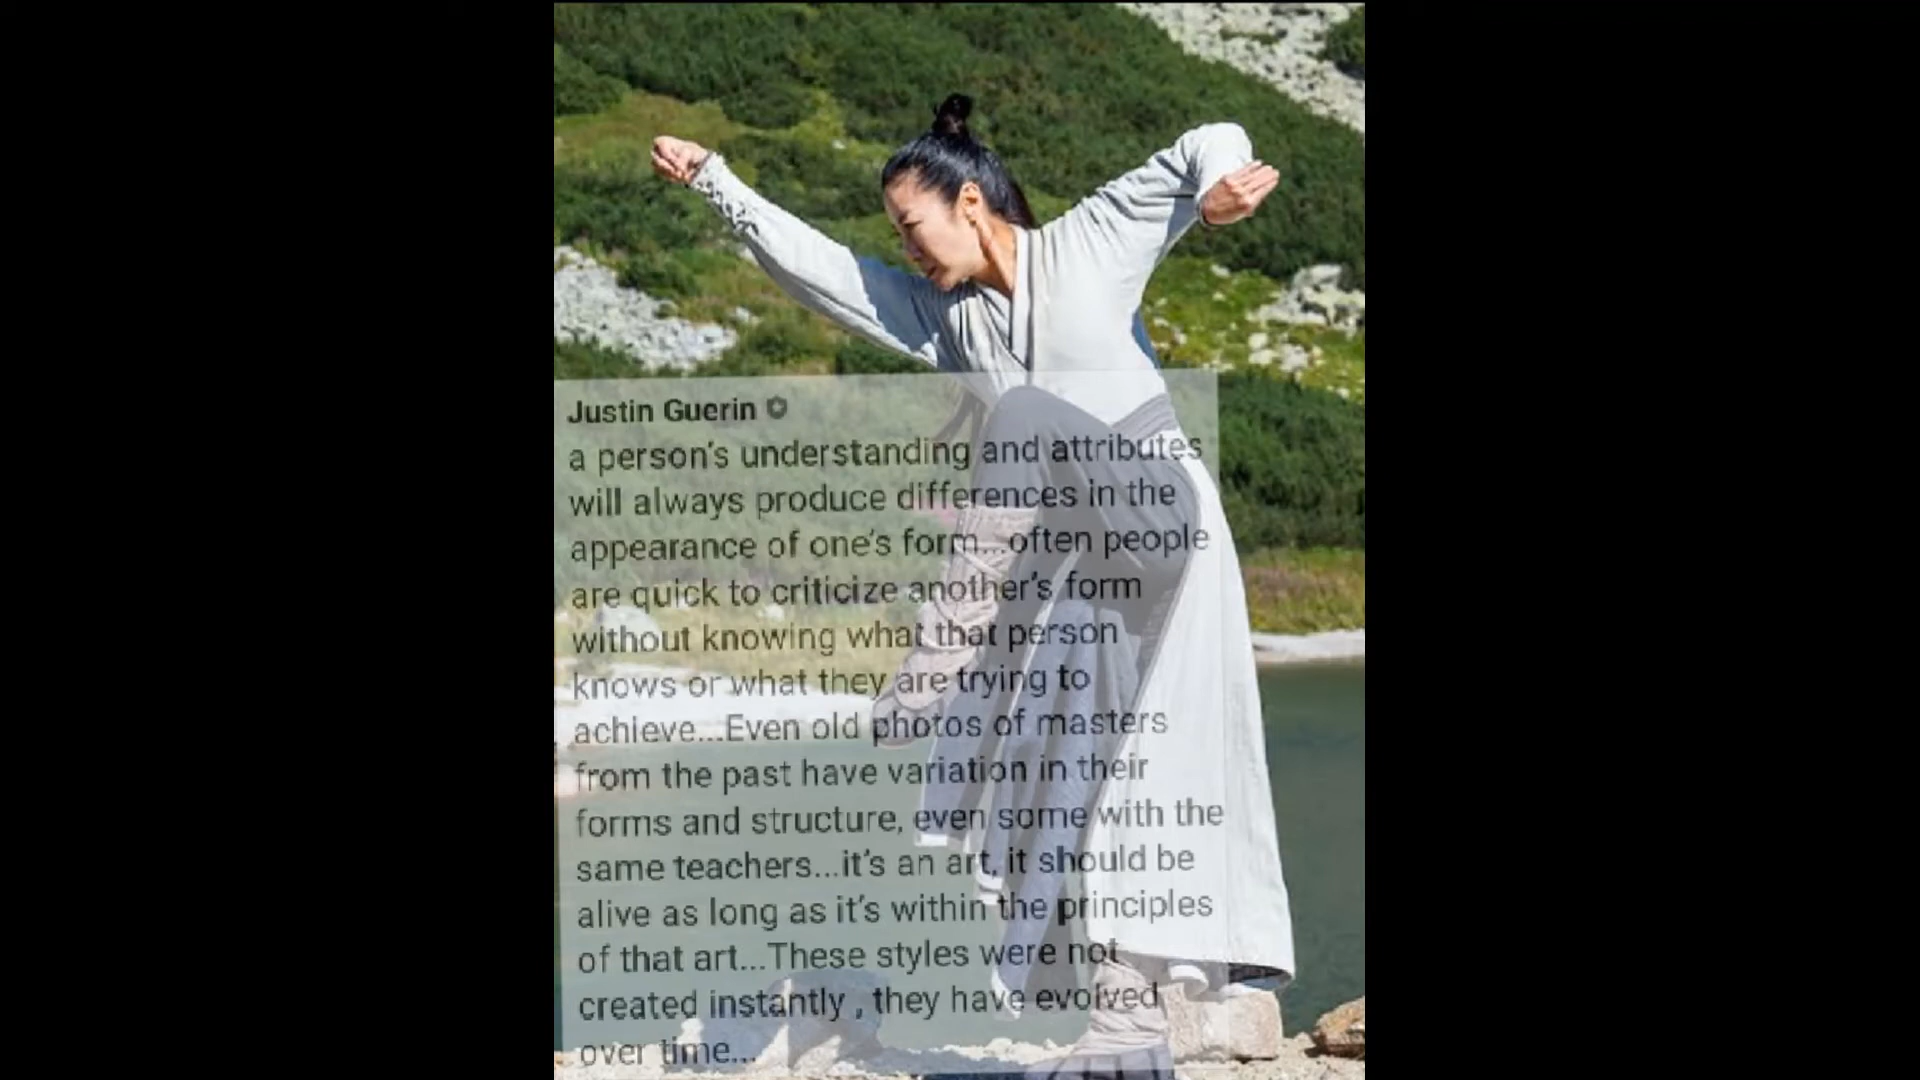 Justin Guerin
a person's understanding and attributes
will always produce differences in the
appearance of one's form...often people
are quick to criticize another's form
without knowing what that person
knows or what they are trying to
achieve...Even old photos of masters
from the past have variation in their
forms and structure, even some with the
same teachers...it's an art, it should be
alive as long as it's within the principles
of that art...These styles were not
created instantly , they have evolved
over time...